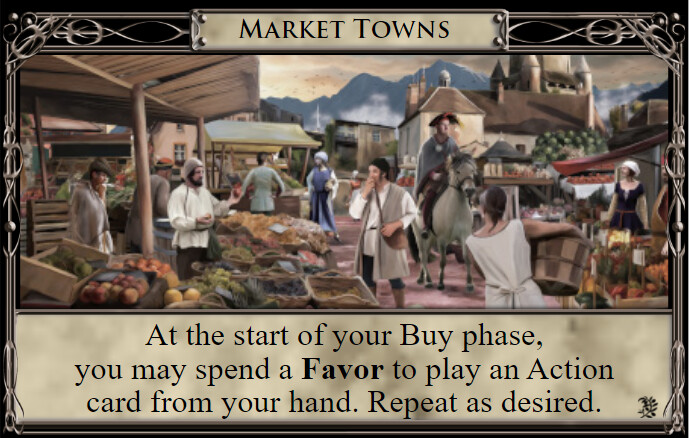 Market Towns
At the start of your Buy phase,
you may spend a Favor to play an Action
card from your hand. Repeat as desired.